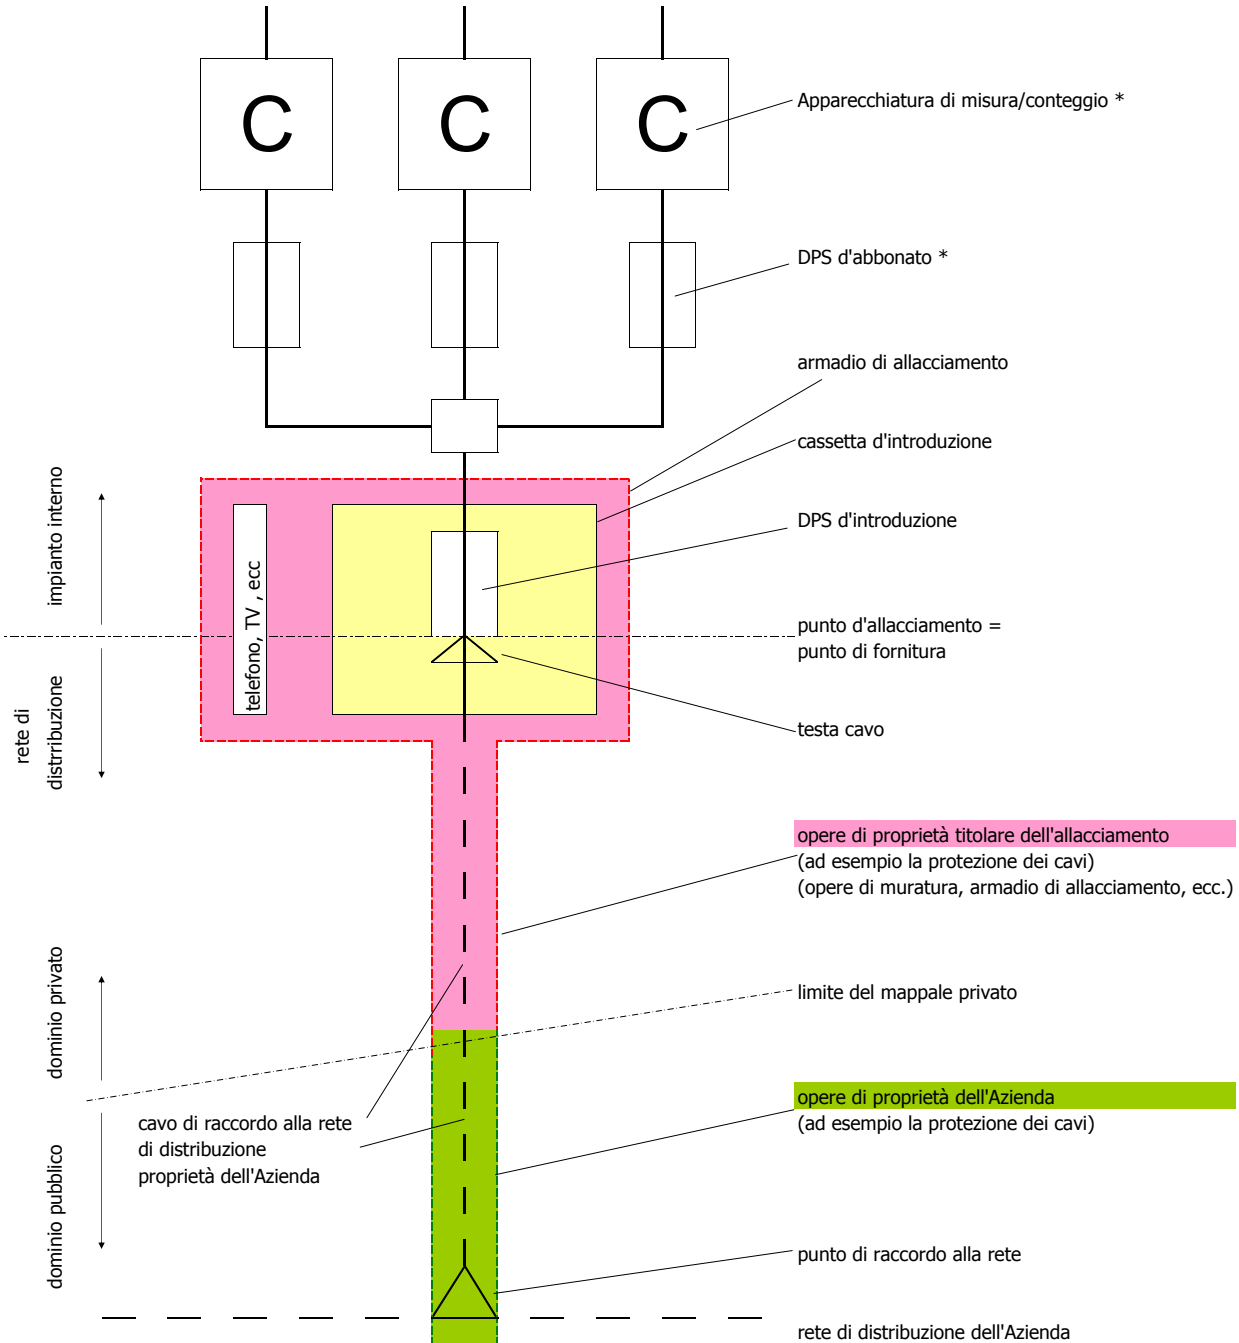 C C C
Apparecchiatura di misura/conteggio *
DPS d'abbonato *
armadio di allacciamento
cassetta d'introduzione
impianto interno
DPS d'introduzione
telefono, TV , ecc
punto d'allacciamento =
punto di fornitura
rete di
distrribuzione
testa cavo
opere di proprietà titolare dell'allacciamento
(ad esempio la protezione dei cavi)
(opere di muratura, armadio di allacciamento, ecc.)
dominio privato
limite del mappale privato
opere di proprietà dell'Azienda
(ad esempio la protezione dei cavi)
cavo di raccordo alla rete
di distribuzione
proprietà dell'Azienda
dominio pubblico
punto di raccordo alla rete
rete di distribuzione dell'Azienda